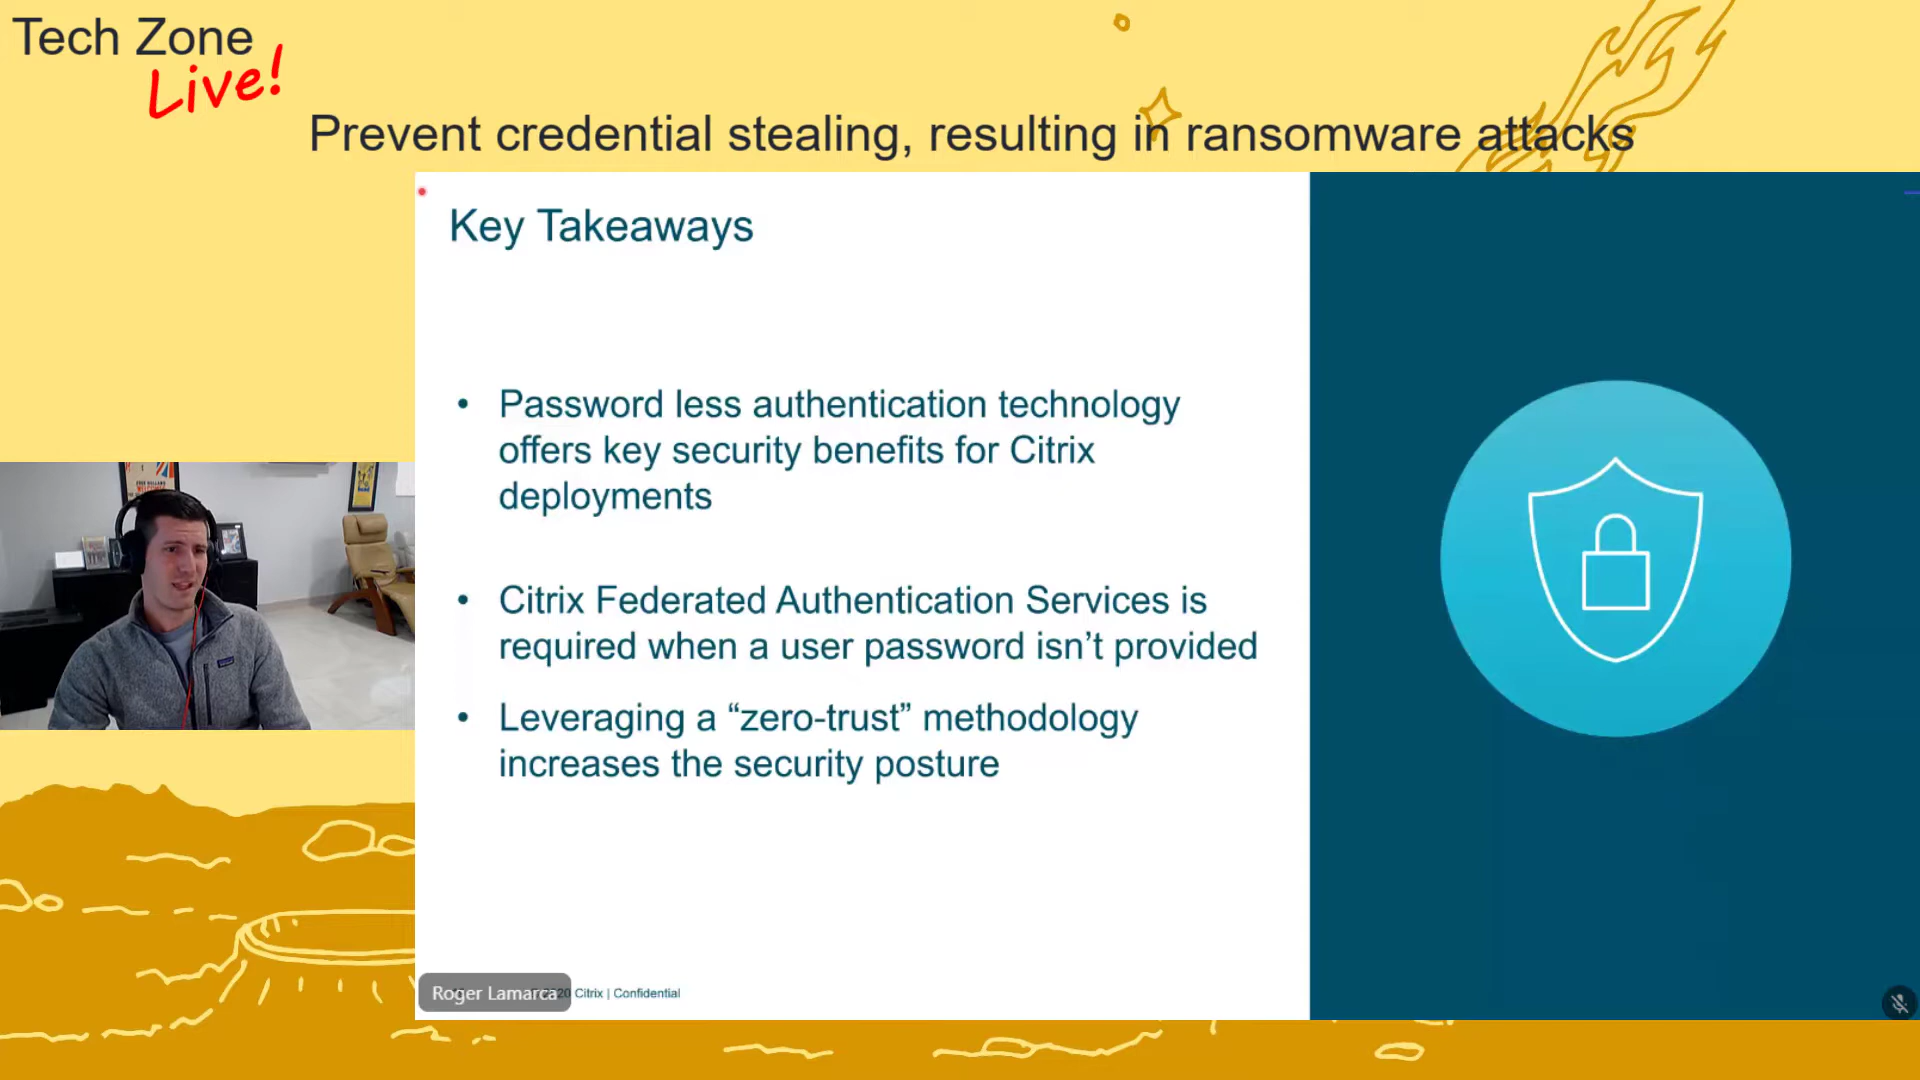 Tech Zone
Live!
Prevent credential stealing, resulting in ransomware attacks
Key Takeaways
• Password less authentication technology
offers key security benefits for Citrix
deployments
• Citrix Federated Authentication Services is
required when a user password isn’t provided
• Leveraging a “zero-trust” methodology
increases the security posture
Roger Lamarca
20 Citrix | Confidential